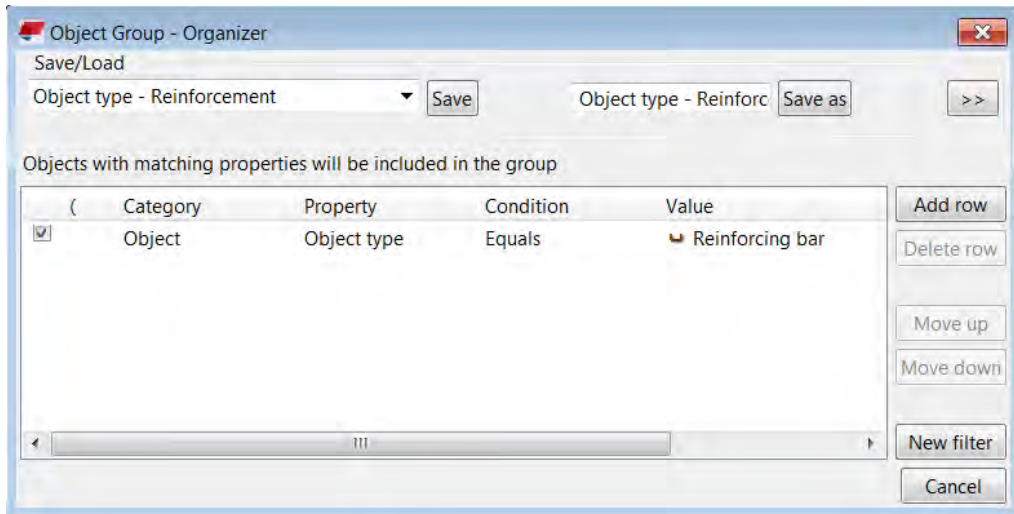 Object Group - Organizer
Save/Load
Object type - Reinforcement Save Object type - Reinforc Save as >>
Objects with matching properties will be included in the group
( Category Property Condition Value Add row
Object Object type Equals Reinforcing bar
Delete row
Move up
Move down
New filter
Cancel